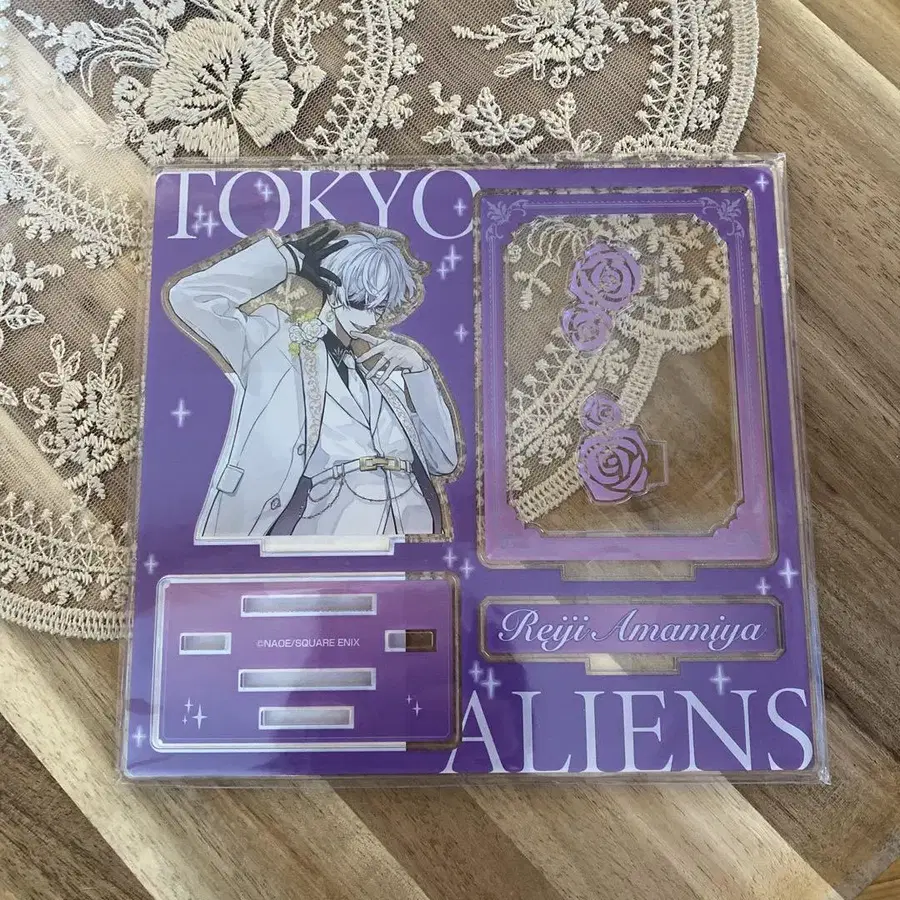 TOKYO
©NAOE/SQUARE ENIX
Reiji Amamiya
ALIENS